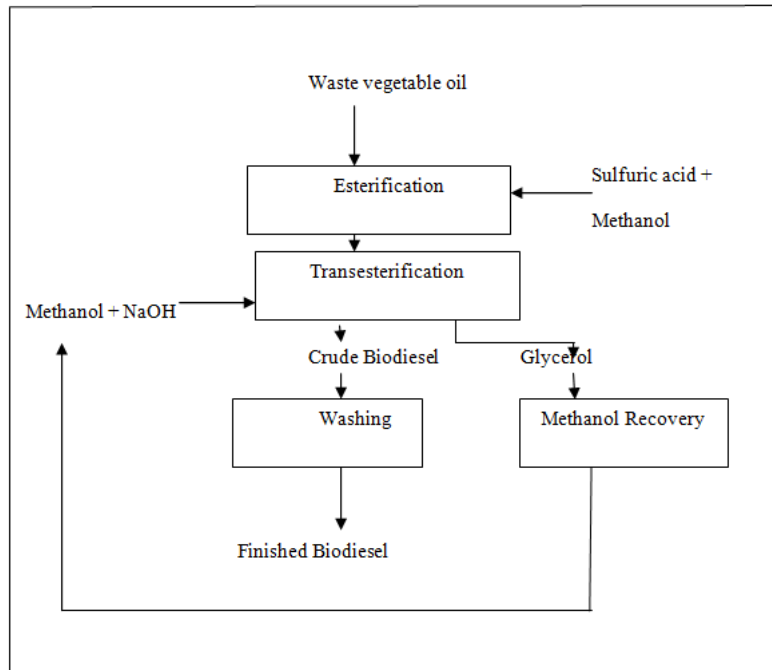 Waste vegetable oil
Esterification
Sulfuric acid +
Methanol
Transesterification
Methanol + NaOH
Crude Biodiesel
Glycerol
Washing
Methanol Recovery
Finished Biodiesel